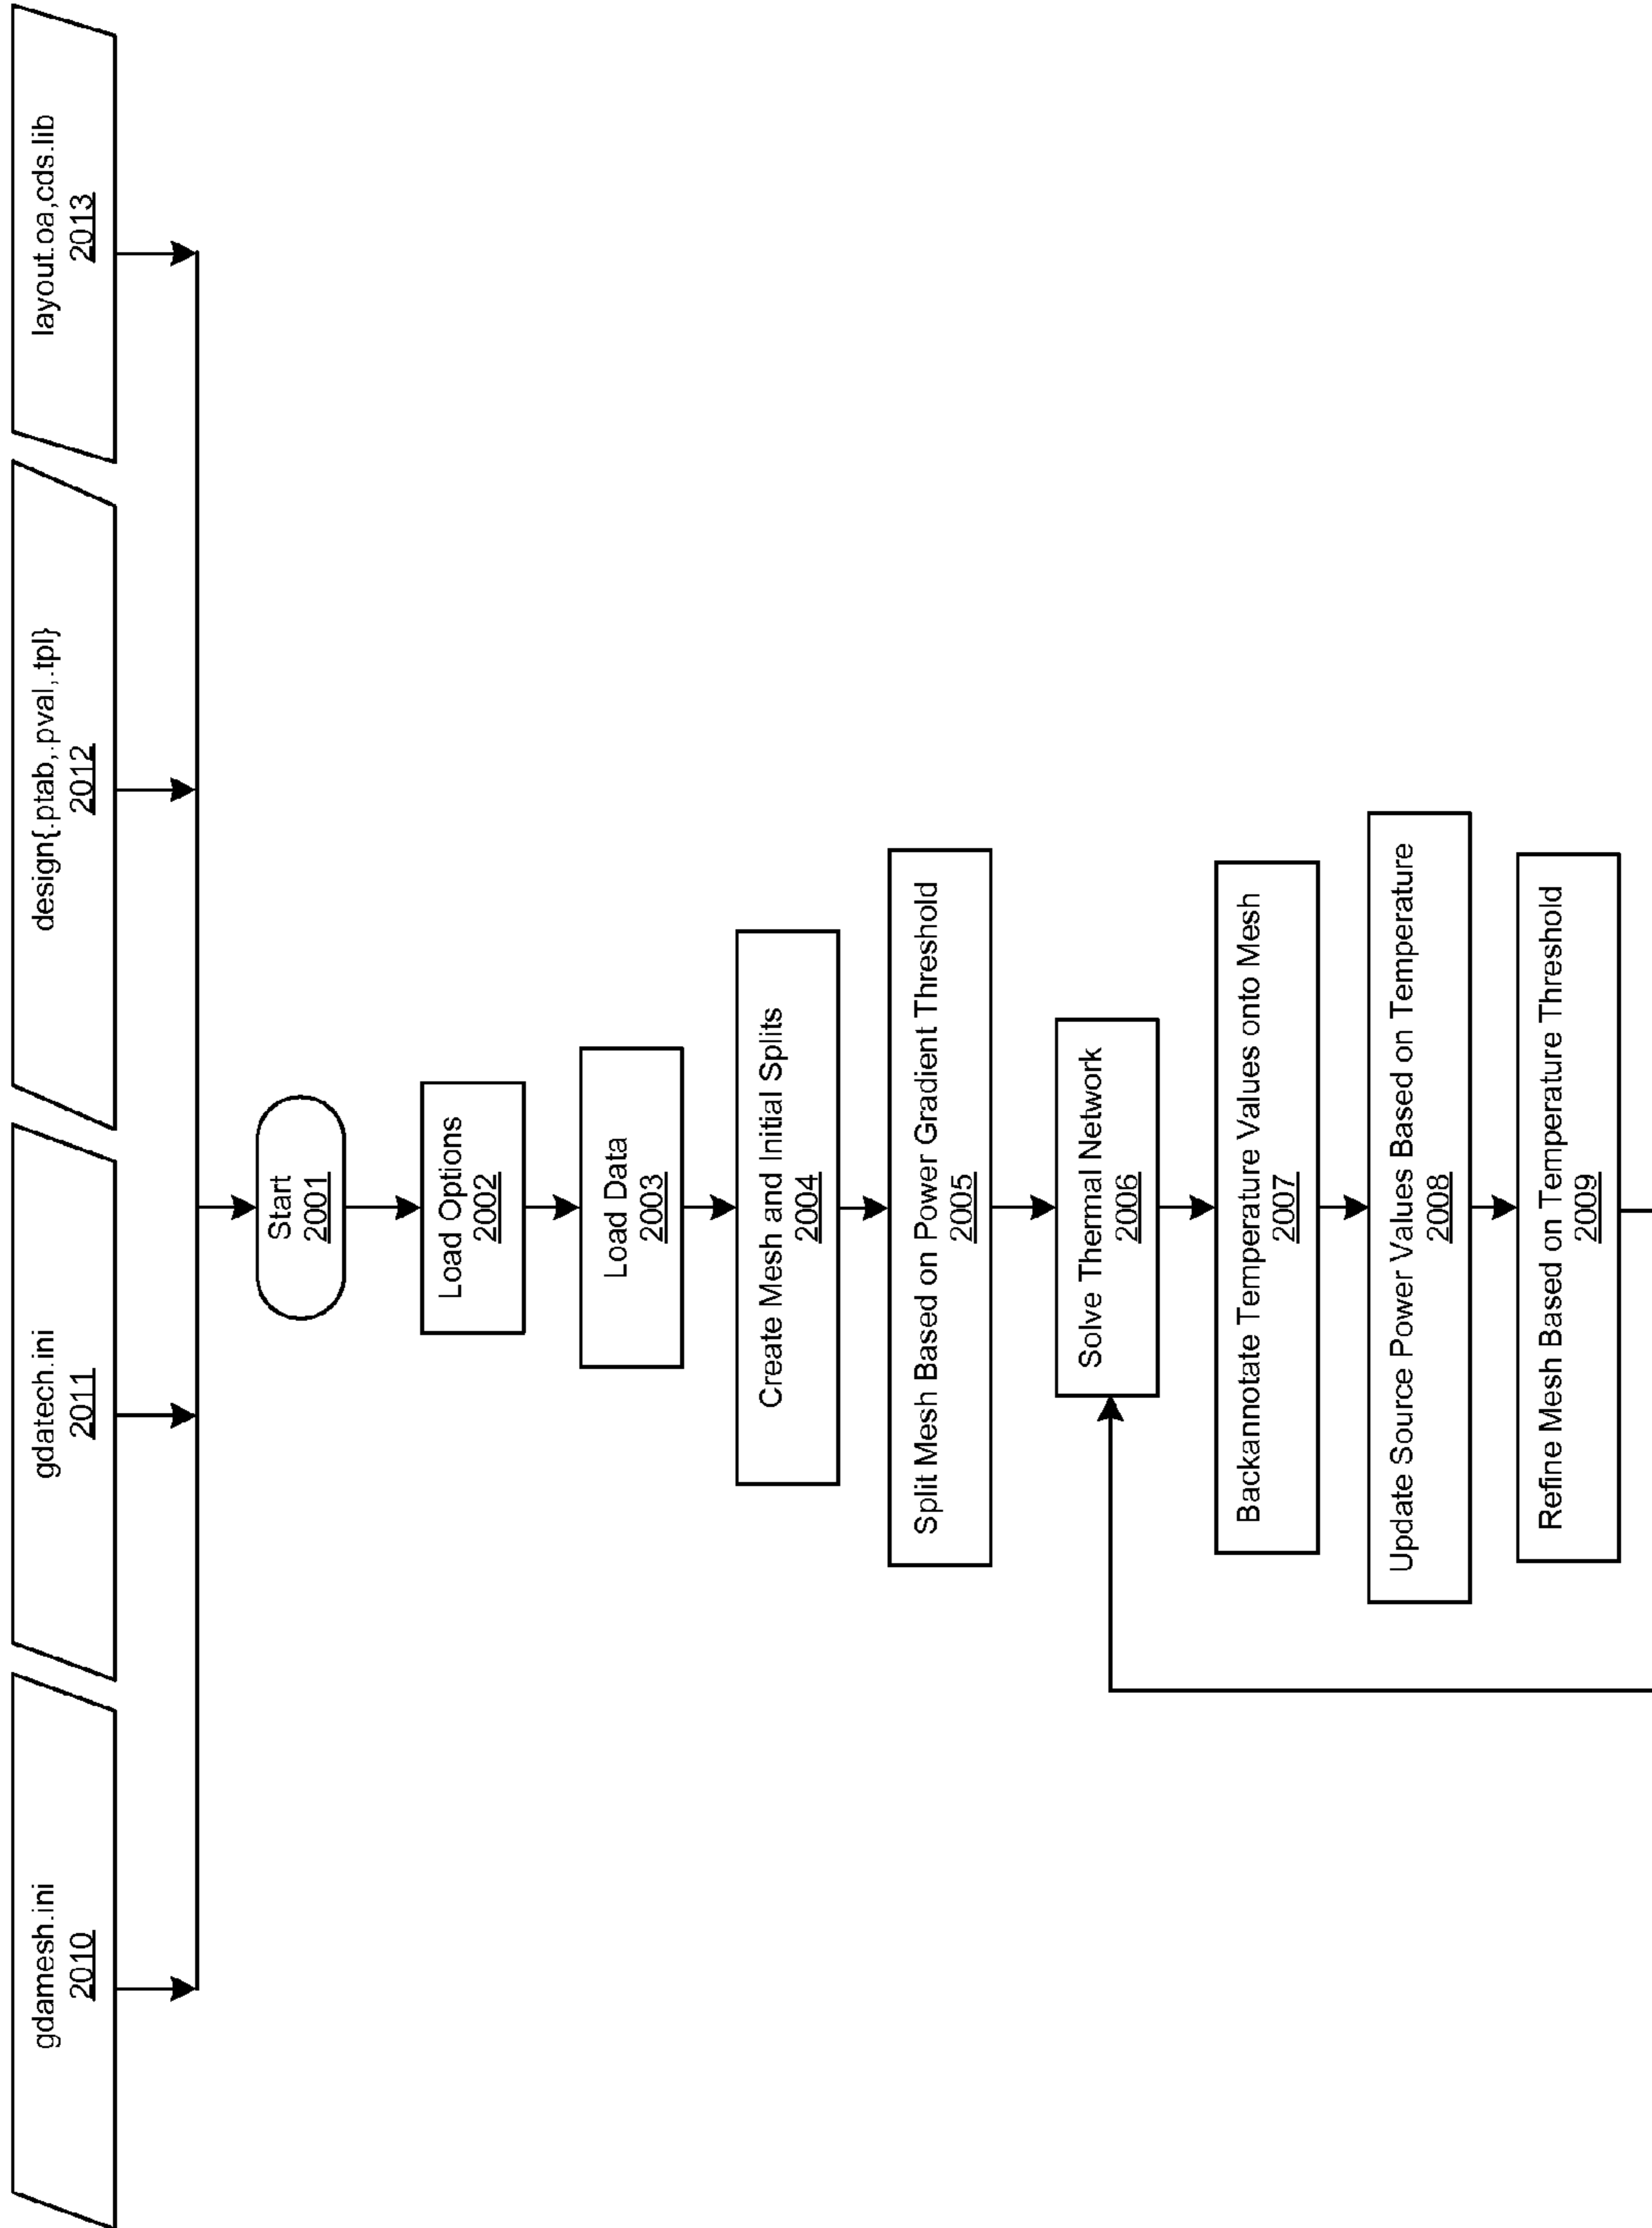 gdamesh.ini
2010
gdatech.ini
2011
design{.ptab,.pval,.tpl}
2012
layout.oa,cds.lib
2013
Start
2001
Load Options
2002
Load Data
2003
Create Mesh and Initial Splits
2004
Split Mesh Based on Power Gradient Threshold
2005
Solve Thermal Network
2006
Backannotate Temperature Values onto Mesh
2007
Update Source Power Values Based on Temperature
2008
Refine Mesh Based on Temperature Threshold
2009